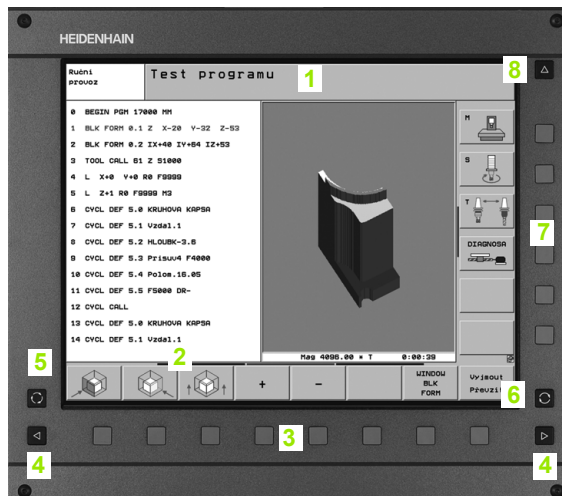 HEIDENHAIN
Ruční
provoz
Test programu
1
8
0 BEGIN PGM 17000 MM
1 BLK FORM 0.1 Z X-20 Y-32 Z-53
2 BLK FORM 0.2 IX+40 IY+64 IZ+53
3 TOOL CALL 61 Z S1000
4 L X+0 Y+0 R0 F9999
5 L Z+1 R0 F9999 M3
6 CYCL DEF 5.0 KRUHOVA KAPSA
7 CYCL DEF 5.1 Vzdal.1
8 CYCL DEF 5.2 HLOUBK-3.6
9 CYCL DEF 5.3 Prisuv4 F4000
10 CYCL DEF 5.4 Polom.16.05
11 CYCL DEF 5.5 F5000 DR-
12 CYCL CALL
13 CYCL DEF 5.0 KRUHOVA KAPSA
14 CYCL DEF 5.1 Vzdal.1
M
S
T
DIAGNOSA
7
Mag 4096.00 * T 0:00:39
2
5
+
-
WINDOW
BLK
FORM
Vyjmout
6
3
4
4